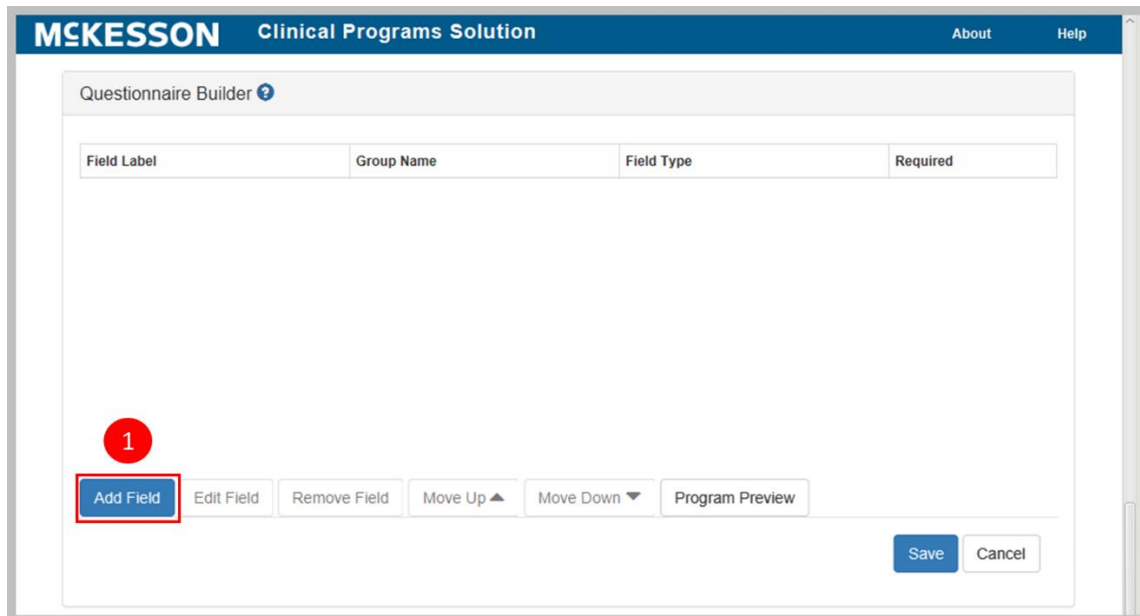 MCKESSON Clinical Programs Solution About Help
Questionnaire Builder ?
Field Label Group Name Field Type Required
1
Add Field Edit Field Remove Field Move Up Move Down Program Preview
Save Cancel